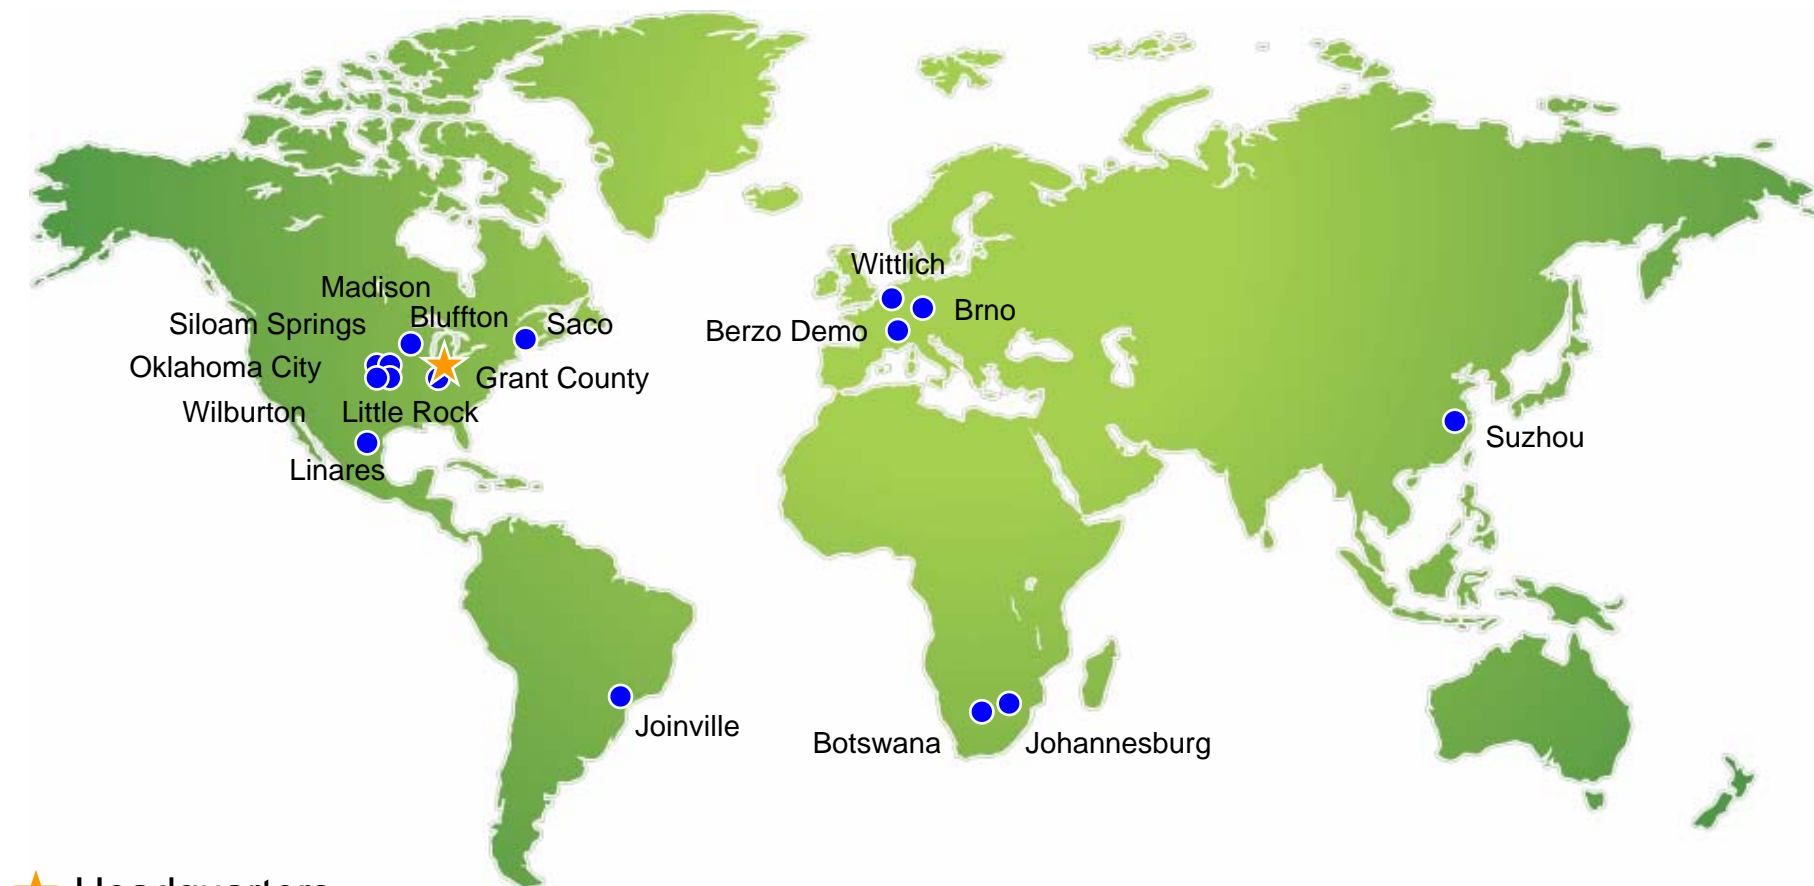 Wittlich
Madison
Brno
Bluffton
Siloam Springs
Saco
Berzo Demo
Oklahoma City
Grant County
Wilburton
Little Rock
Suzhou
Linares
Joinville
Botswana
Johannesburg
Headquarters